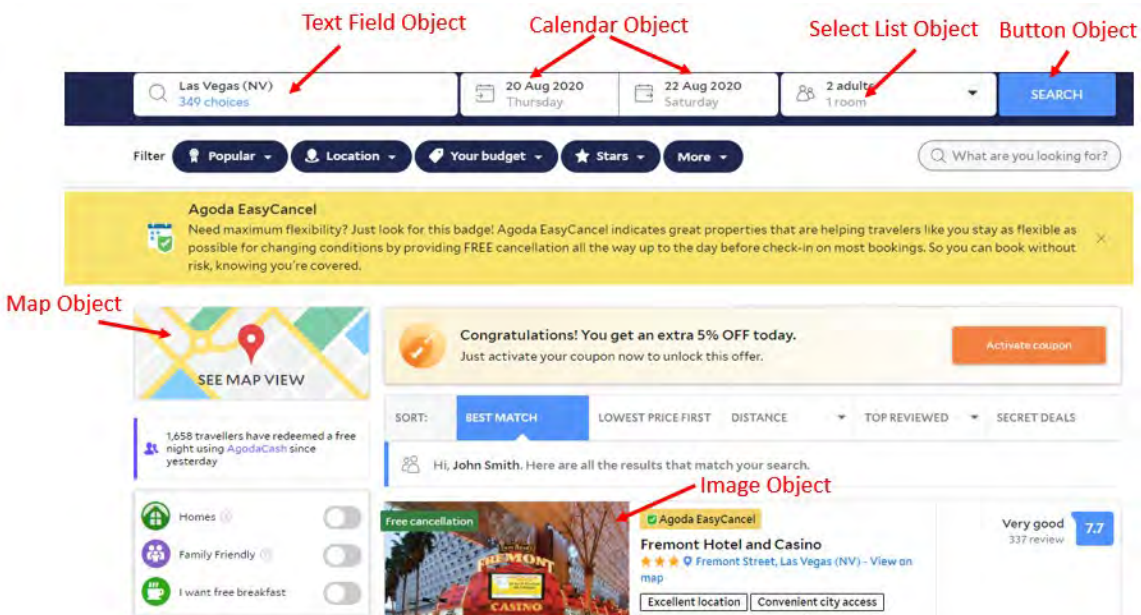 Text Field Object
Calendar Object
Select List Object
Button Object
Las Vegas (NV)
349 choices
20 Aug 2020
Thursday
22 Aug 2020
Saturday
2 adults
1 room
SEARCH
Filter
Popular
Location
Your budget
Stars
More
What are you looking for?
Agoda EasyCancel
Need maximum flexibility? Just look for this badge! Agoda EasyCancel indicates great properties that are helping travelers like you stay as flexible as
possible for changing conditions by providing FREE cancellation all the way up to the day before check-in on most bookings. So you can book without
risk, knowing you're covered.
Map Object
SEE MAP VIEW
Congratulations! You get an extra 5% OFF today.
Just activate your coupon now to unlock this offer.
Activate coupon
SORT:
BEST MATCH
LOWEST PRICE FIRST
DISTANCE
TOP REVIEWED
SECRET DEALS
1,658 travellers have redeemed a free
night using AgodaCash since
yesterday
Hi, John Smith. Here are all the results that match your search.
Image Object
Homes
Family Friendly
I want free breakfast
Free cancellation
FREMONT
CASINO
Agoda EasyCancel
Fremont Hotel and Casino
Fremont Street, Las Vegas (NV) - View on
map
Excellent location
Convenient city access
Very good
337 review
7.7